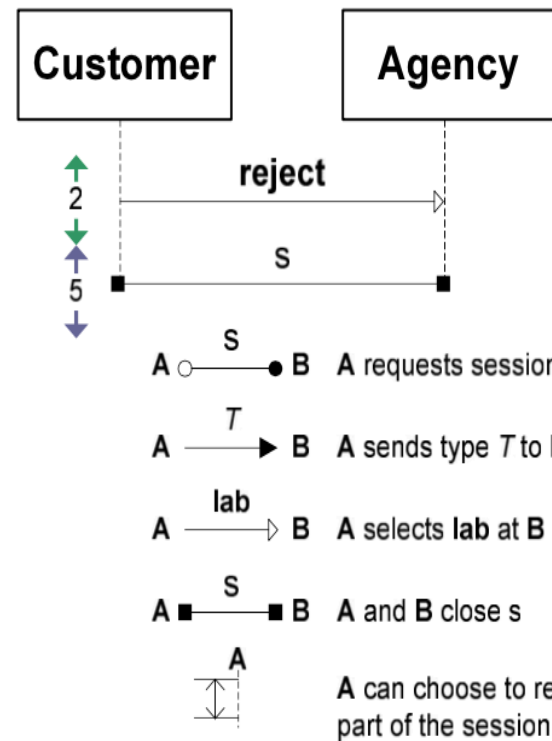 Customer Agency
reject
2
S
5
S
A B A requests session
T
A B A sends type T to
lab
A B A selects lab at B
S
A B A and B close s
A
A can choose to re
part of the session